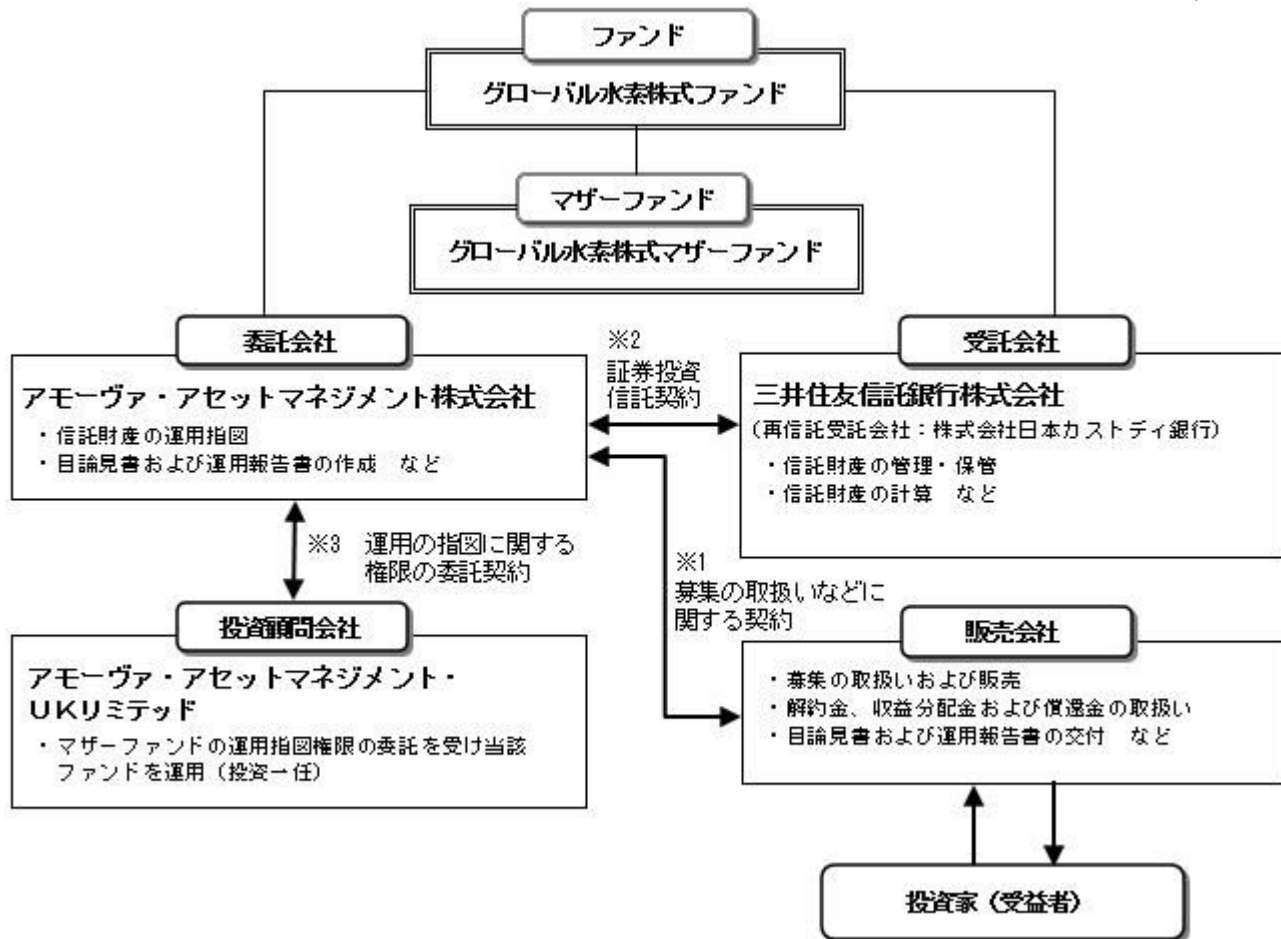 ファンド
グローバル水素株式ファンド
マザーファンド
グローバル水素株式マザーファンド
委託会社
アモーヴァ・アセットマネジメント株式会社
・信託財産の運用指図
・目論見書および運用報告書の作成　など
※2
証券投資
信託契約
受託会社
三井住友信託銀行株式会社
(再信託受託会社：株式会社日本カストディ銀行)
・信託財産の管理・保管
・信託財産の計算　など
※3　運用の指図に関する
権限の委託契約
※1
募集の取扱いなどに
関する契約
投資顧問会社
アモーヴァ・アセットマネジメント・
ＵＫリミテッド
・マザーファンドの運用指図権限の委託を受け当該
ファンドを運用（投資一任）
販売会社
・募集の取扱いおよび販売
・解約金、収益分配金および償還金の取扱い
・目論見書および運用報告書の交付　など
投資家（受益者）